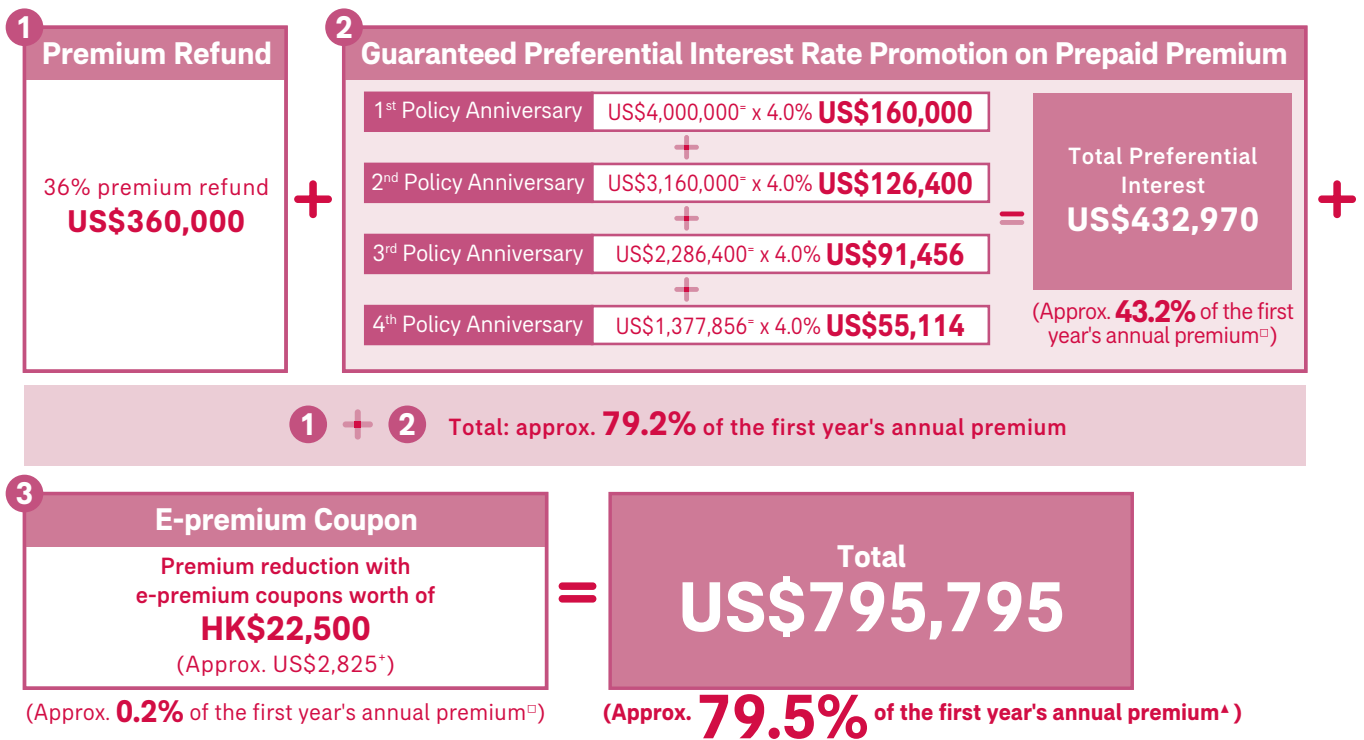 1
Premium Refund
36% premium refund
US$360,000
+
2
Guaranteed Preferential Interest Rate Promotion on Prepaid Premium
1st Policy Anniversary US$4,000,000= x 4.0% US$160,000
+
2nd Policy Anniversary US$3,160,000= x 4.0% US$126,400
+
3rd Policy Anniversary US$2,286,400= x 4.0% US$91,456
+
4th Policy Anniversary US$1,377,856= x 4.0% US$55,114
=
Total Preferential
Interest
US$432,970
(Approx. 43.2% of the first
year's annual premium□)
+
1 + 2 Total: approx. 79.2% of the first year's annual premium
3
E-premium Coupon
Premium reduction with
e-premium coupons worth of
HK$22,500
(Approx. US$2,825+)
(Approx. 0.2% of the first year's annual premium□)
=
Total
US$795,795
(Approx. 79.5% of the first year's annual premium▲)